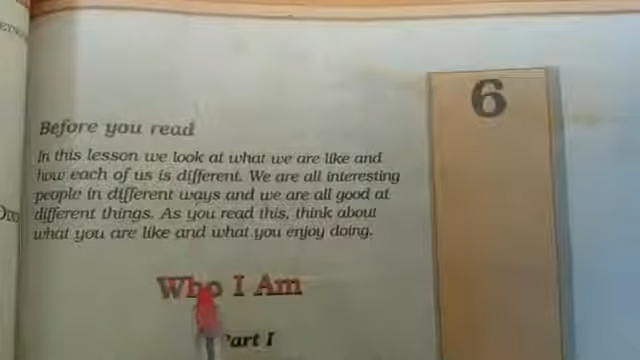 6
Before you read
In this lesson we look at what we are like and
how each of us is different. We are all interesting
people in different ways and we are all good at
different things. As you read this, think about
what you are like and what you enjoy doing.
Who I Am
Part I